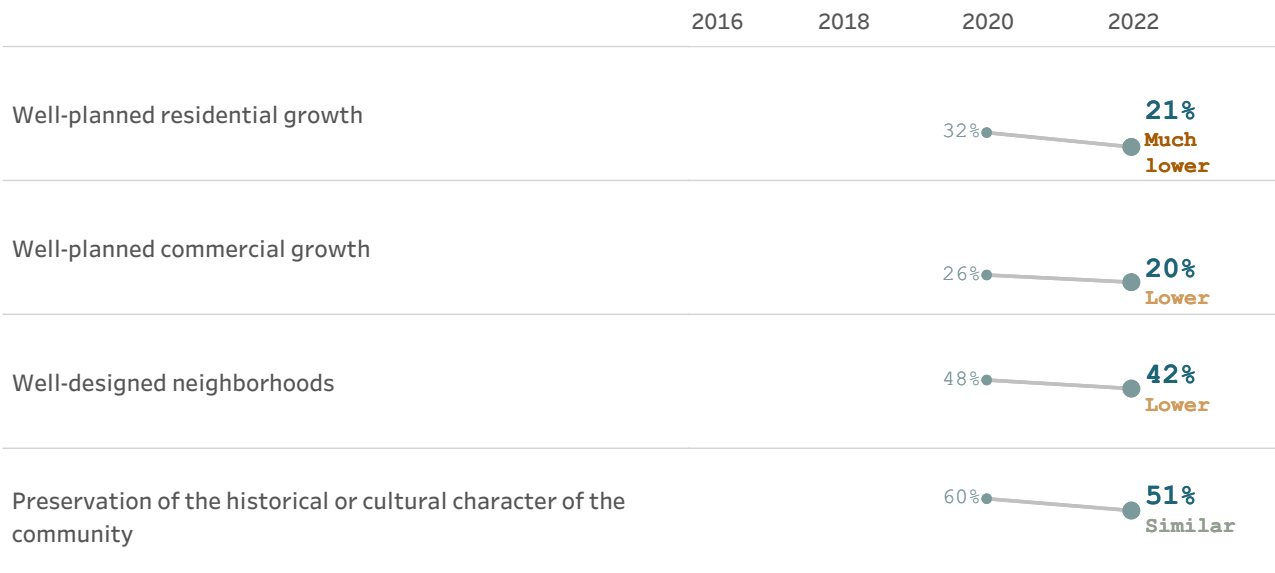 2016 2018 2020 2022
Well-planned residential growth
32%
21%
Much
lower
Well-planned commercial growth
26%
20%
Lower
Well-designed neighborhoods
48%
42%
Lower
Preservation of the historical or cultural character of the
community
60%
51%
Similar